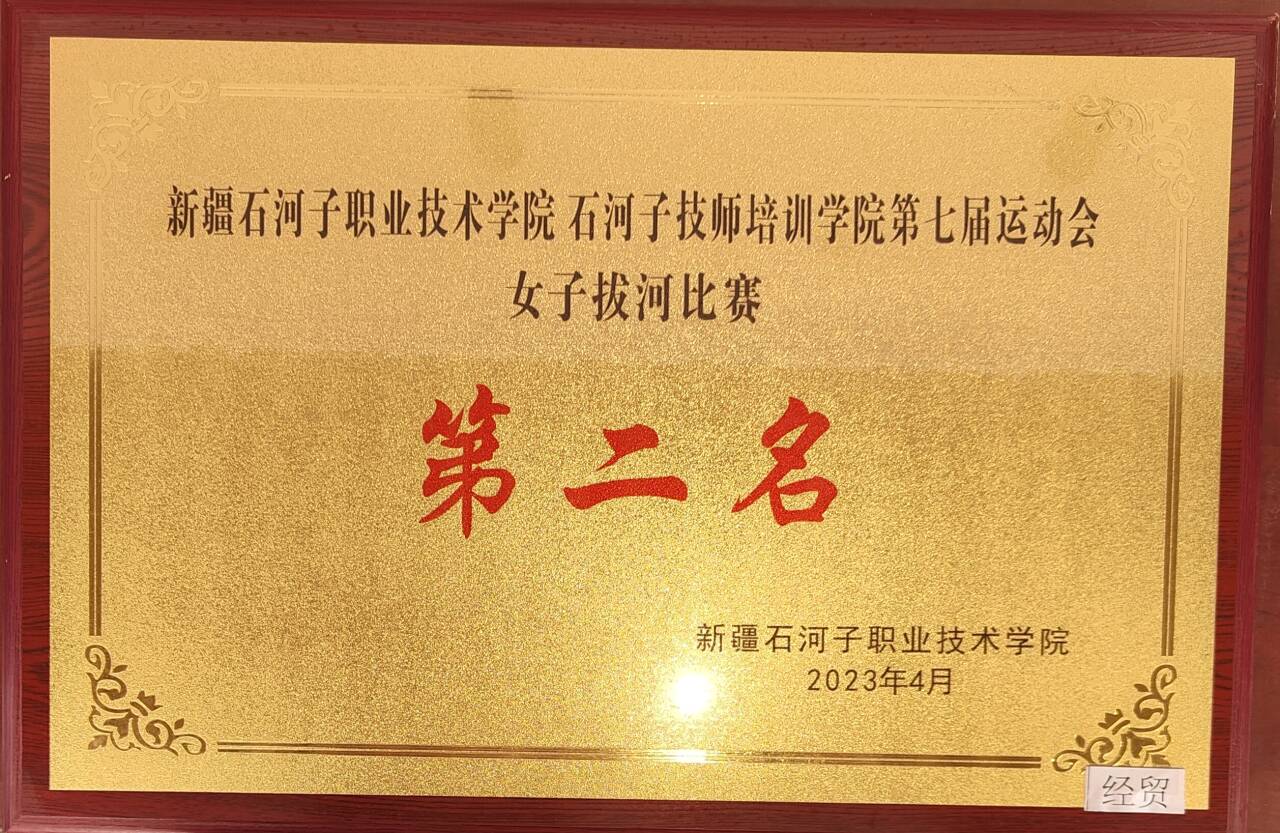 新疆石河子职业技术学院 石河子技师培训学院第七届运动会
女子拔河比赛
第二名
新疆石河子职业技术学院
2023年4月
经贸